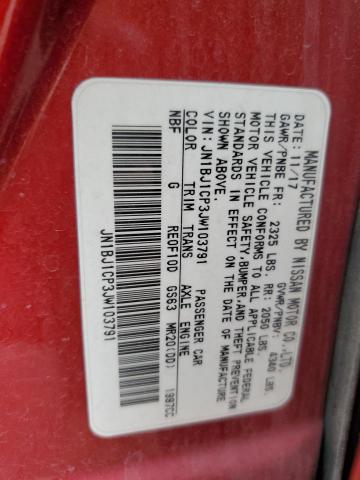 MANUFACTURED BY NISSAN MOTOR CO.,LTD.
DATE: 11/17 GVWR/PNBV: 4340 LBS.
GAWR/PNBE FR: 2325 LBS. RR: 2050 LBS.
THIS VEHICLE CONFORMS TO ALL APPLICABLE FEDERAL
MOTOR VEHICLE SAFETY,BUMPER,AND THEFT PREVENTION
STANDARDS IN EFFECT ON THE DATE OF MANUFACTURE
SHOWN ABOVE.
VIN: JN1BJ1CP3JW103791 PASSENGER CAR
COLOR TRIM TRANS AXLE ENGINE
NBF G RE0F10D GS63 MR20(DD) 1997CC
JN1BJ1CP3JW103791